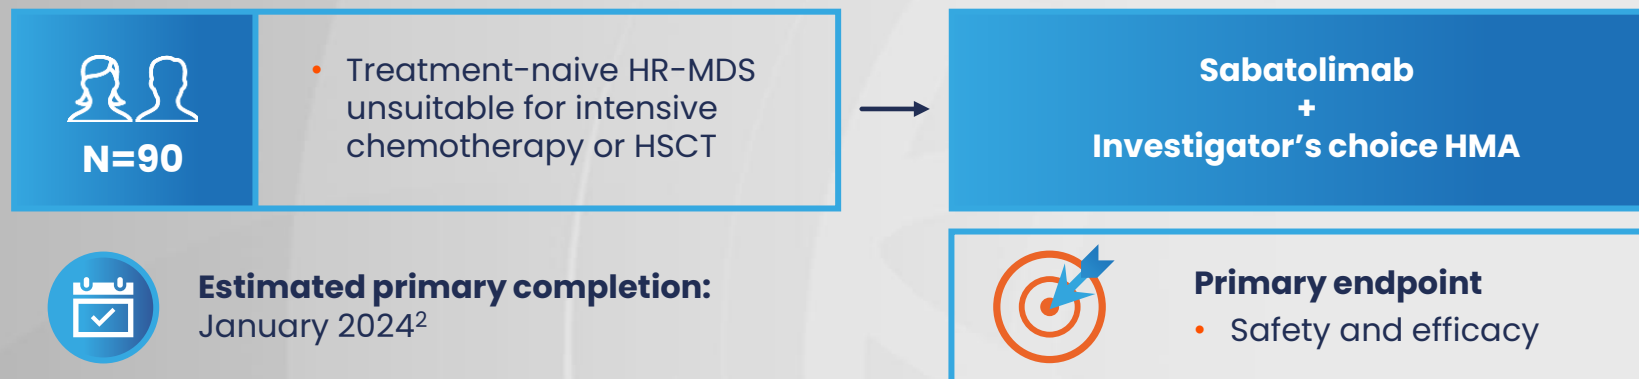 N=90
• Treatment-naive HR-MDS
unsuitable for intensive
chemotherapy or HSCT
Sabatolimab
+
Investigator’s choice HMA
Estimated primary completion:
January 2024²
Primary endpoint
• Safety and efficacy